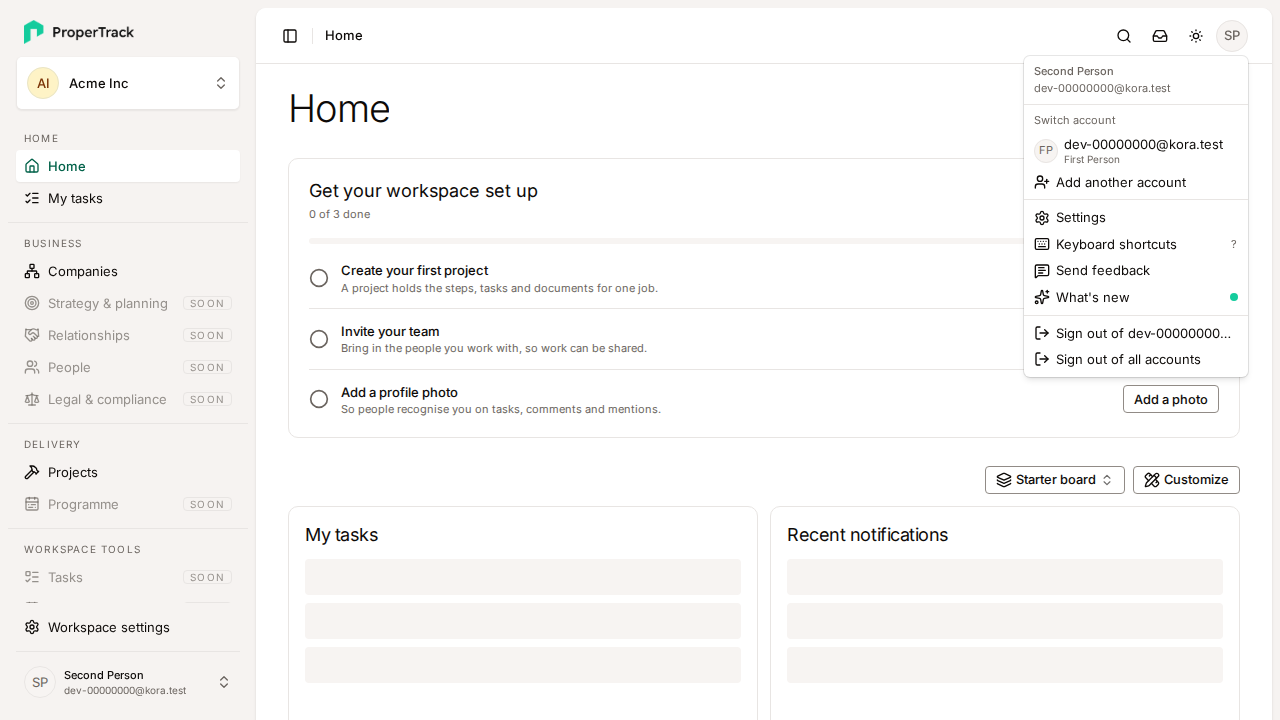 ProperTrack
AI
Acme Inc
HOME
Home
My tasks
BUSINESS
Companies
Strategy & planning SOON
Relationships SOON
People SOON
Legal & compliance SOON
DELIVERY
Projects
Programme SOON
WORKSPACE TOOLS
Tasks SOON
Workspace settings
SP
Second Person
dev-00000000@kora.test
Home
SP
Home
Get your workspace set up
0 of 3 done
Create your first project
A project holds the steps, tasks and documents for one job.
Invite your team
Bring in the people you work with, so work can be shared.
Add a profile photo
So people recognise you on tasks, comments and mentions.
Add a photo
Second Person
dev-00000000@kora.test
Switch account
FP
dev-00000000@kora.test
First Person
Add another account
Settings
Keyboard shortcuts ?
Send feedback
What's new
Sign out of dev-00000000...
Sign out of all accounts
Starter board
Customize
My tasks
Recent notifications